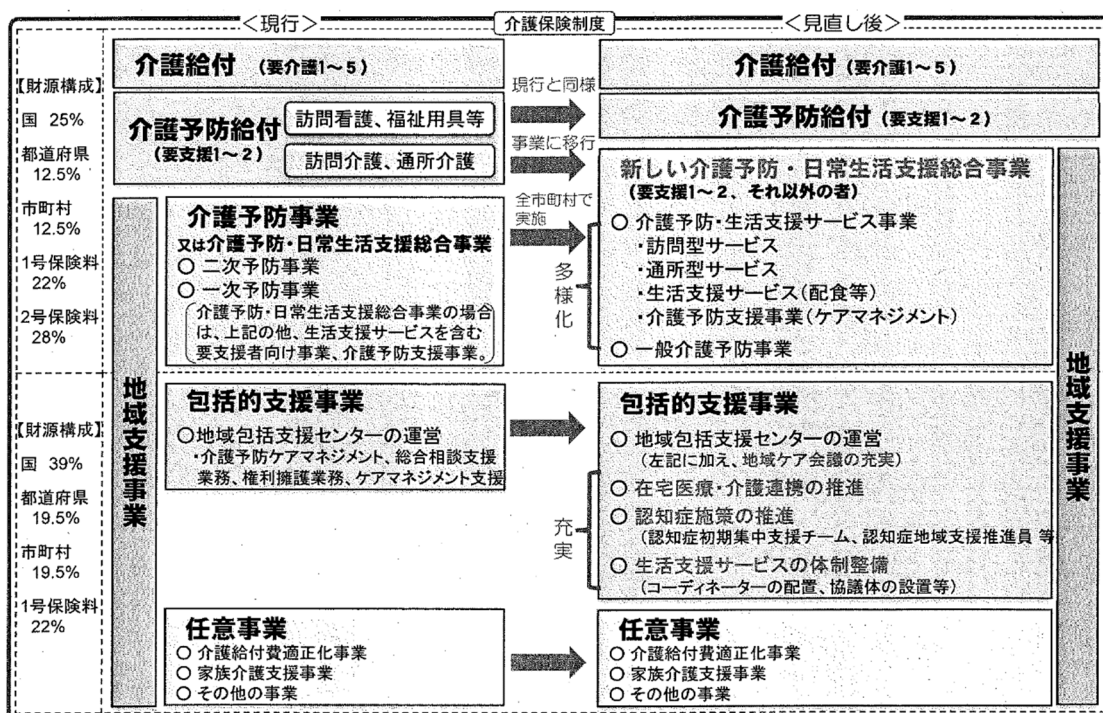 ＜現行＞
介護保険制度
＜見直し後＞
【財源構成】
国 25%
都道府県
12.5%
市町村
12.5%
1号保険料
22%
2号保険料
28%
【財源構成】
国 39%
都道府県
19.5%
市町村
19.5%
1号保険料
22%
介護給付（要介護1～5）
介護予防給付
（要支援1～2）
訪問看護、福祉用具等
訪問介護、通所介護
地域支援事業
介護予防事業
又は介護予防・日常生活支援総合事業
○ 二次予防事業
○ 一次予防事業
介護予防・日常生活支援総合事業の場合
は、上記の他、生活支援サービスを含む
要支援者向け事業、介護予防支援事業。
包括的支援事業
○地域包括支援センターの運営
・介護予防ケアマネジメント、総合相談支援
業務、権利擁護業務、ケアマネジメント支援
任意事業
○ 介護給付費適正化事業
○ 家族介護支援事業
○ その他の事業
現行と同様
事業に移行
全市町村で
実施
多様化
充実
介護給付（要介護1～5）
介護予防給付（要支援1～2）
新しい介護予防・日常生活支援総合事業
（要支援1～2、それ以外の者）
○ 介護予防・生活支援サービス事業
・訪問型サービス
・通所型サービス
・生活支援サービス（配食等）
・介護予防支援事業（ケアマネジメント）
○ 一般介護予防事業
包括的支援事業
○ 地域包括支援センターの運営
（左記に加え、地域ケア会議の充実）
○ 在宅医療・介護連携の推進
○ 認知症施策の推進
（認知症初期集中支援チーム、認知症地域支援推進員 等
○ 生活支援サービスの体制整備
（コーディネーターの配置、協議体の設置等）
任意事業
○ 介護給付費適正化事業
○ 家族介護支援事業
○ その他の事業
地域支援事業